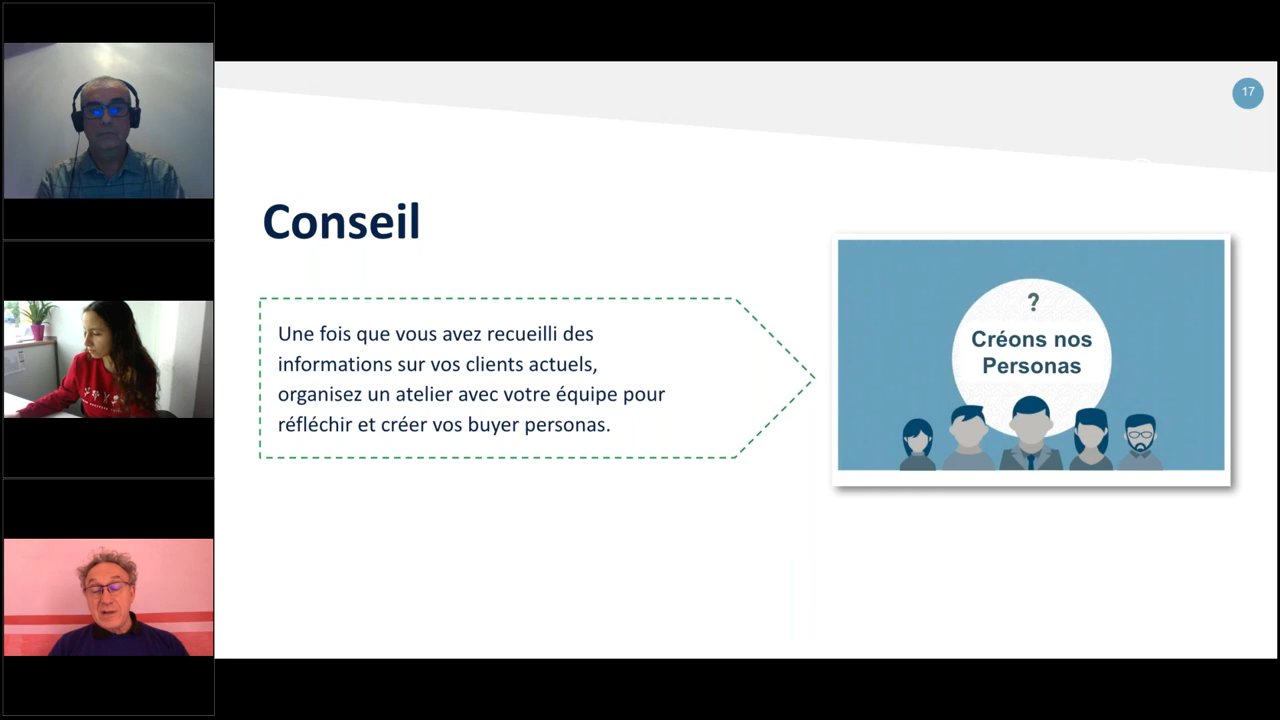 17
Conseil
Une fois que vous avez recueilli des
informations sur vos clients actuels,
organisez un atelier avec votre équipe pour
réfléchir et créer vos buyer personas.
?
Créons nos
Personas